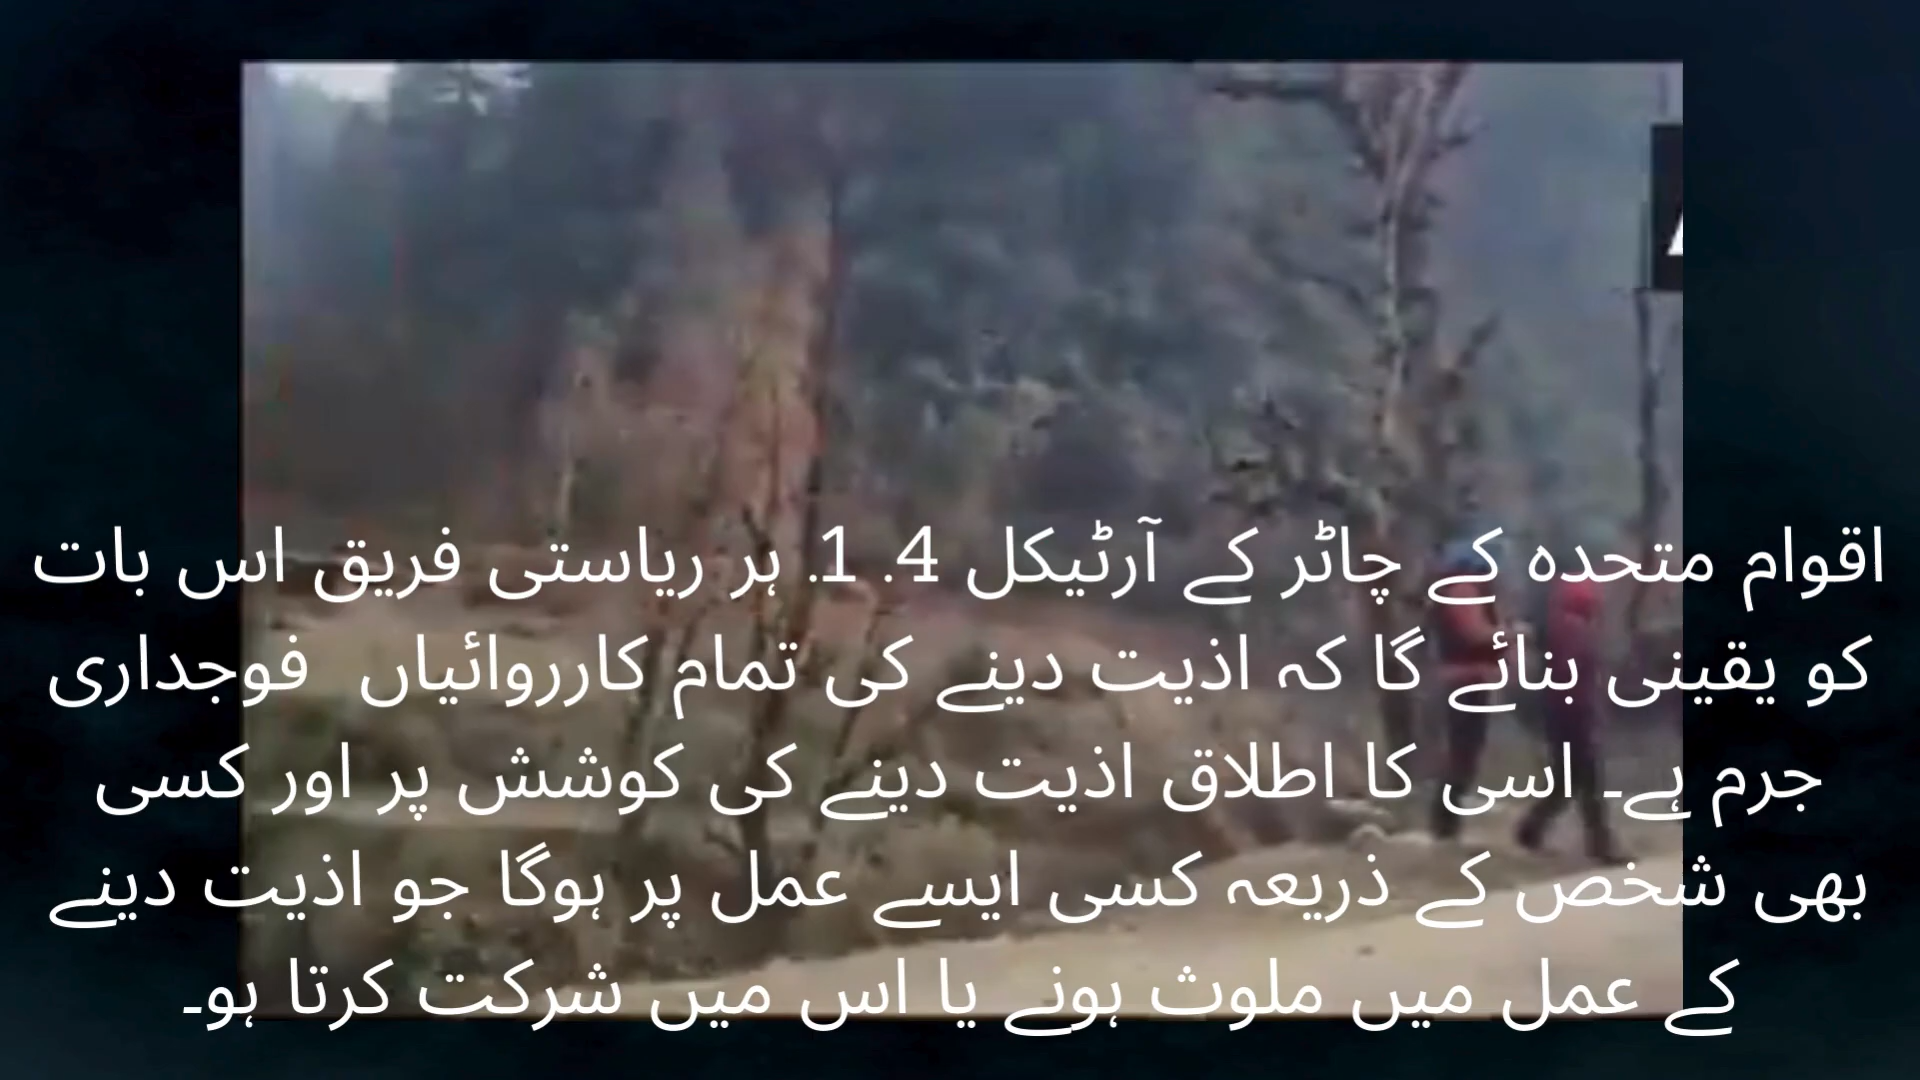 اقوام متحدہ کے چاٹر کے آرٹیکل 4. 1. ہر ریاستی فریق اس بات
کو یقینی بنائے گا کہ اذیت دینے کی تمام کارروائیاں فوجداری
جرم ہے۔ اسی کا اطلاق اذیت دینے کی کوشش پر اور کسی
بھی شخص کے ذریعہ کسی ایسے عمل پر ہوگا جو اذیت دینے
کے عمل میں ملوث ہونے یا اس میں شرکت کرتا ہو۔